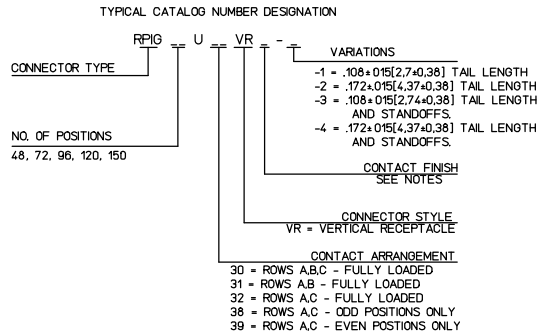 TYPICAL CATALOG NUMBER DESIGNATION
RPIG __ U __ VR _ - _
VARIATIONS
-1 = .108±015[2,7±0,38] TAIL LENGTH
-2 = .172±.015[4,37±0,38] TAIL LENGTH
-3 = .108±015[2,74±0,38] TAIL LENGTH
AND STANDOFFS.
-4 = .172±.015[4,37±0,38] TAIL LENGTH
AND STANDOFFS.
CONNECTOR TYPE
NO. OF POSITIONS
48, 72, 96, 120, 150
CONTACT FINISH
SEE NOTES
CONNECTOR STYLE
VR = VERTICAL RECEPTACLE
CONTACT ARRANGEMENT
30 = ROWS A,B,C - FULLY LOADED
31 = ROWS A,B - FULLY LOADED
32 = ROWS A,C - FULLY LOADED
38 = ROWS A,C - ODD POSITIONS ONLY
39 = ROWS A,C - EVEN POSTIONS ONLY